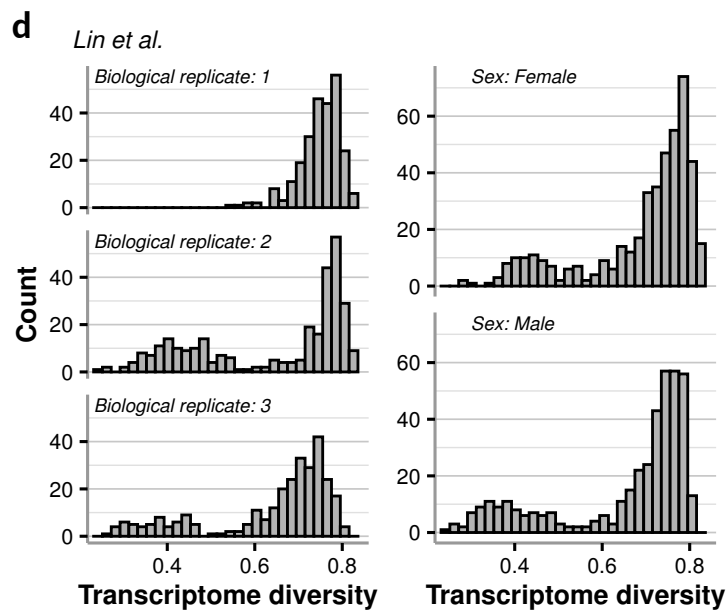 d
Lin et al.
Biological replicate: 1
40
20
0
Biological replicate: 2
40
20
0
Biological replicate: 3
40
20
0
0.4 0.6 0.8
Transcriptome diversity
Count
Sex: Female
60
40
20
0
Sex: Male
60
40
20
0
0.4 0.6 0.8
Transcriptome diversity